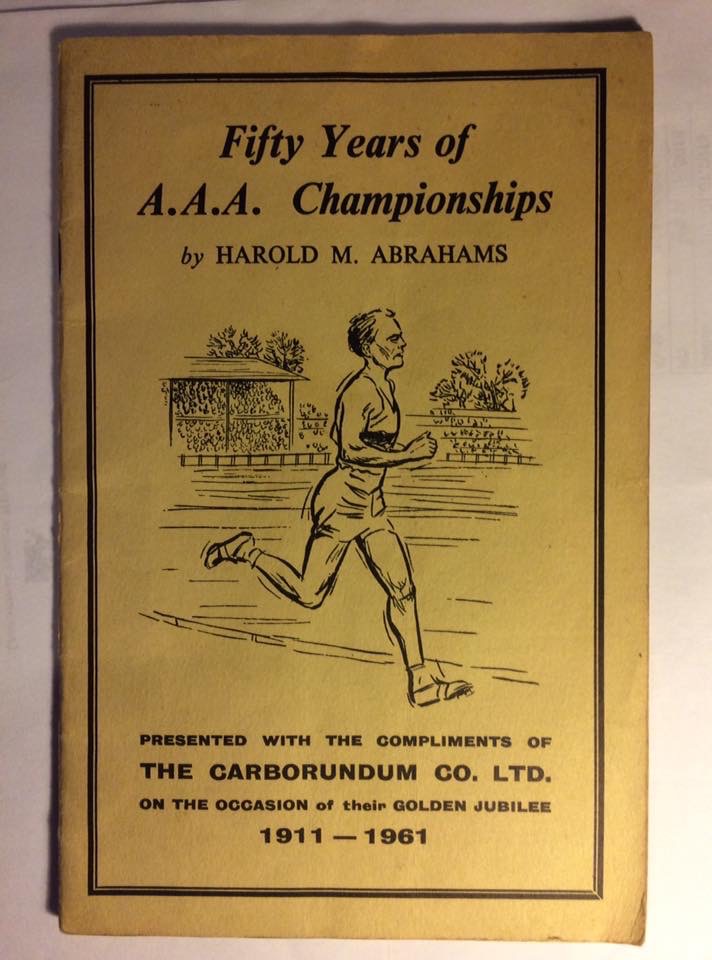 Fifty Years of
A.A.A. Championships
by HAROLD M. ABRAHAMS
PRESENTED WITH THE COMPLIMENTS OF
THE CARBORUNDUM CO. LTD.
ON THE OCCASION of their GOLDEN JUBILEE
1911 — 1961